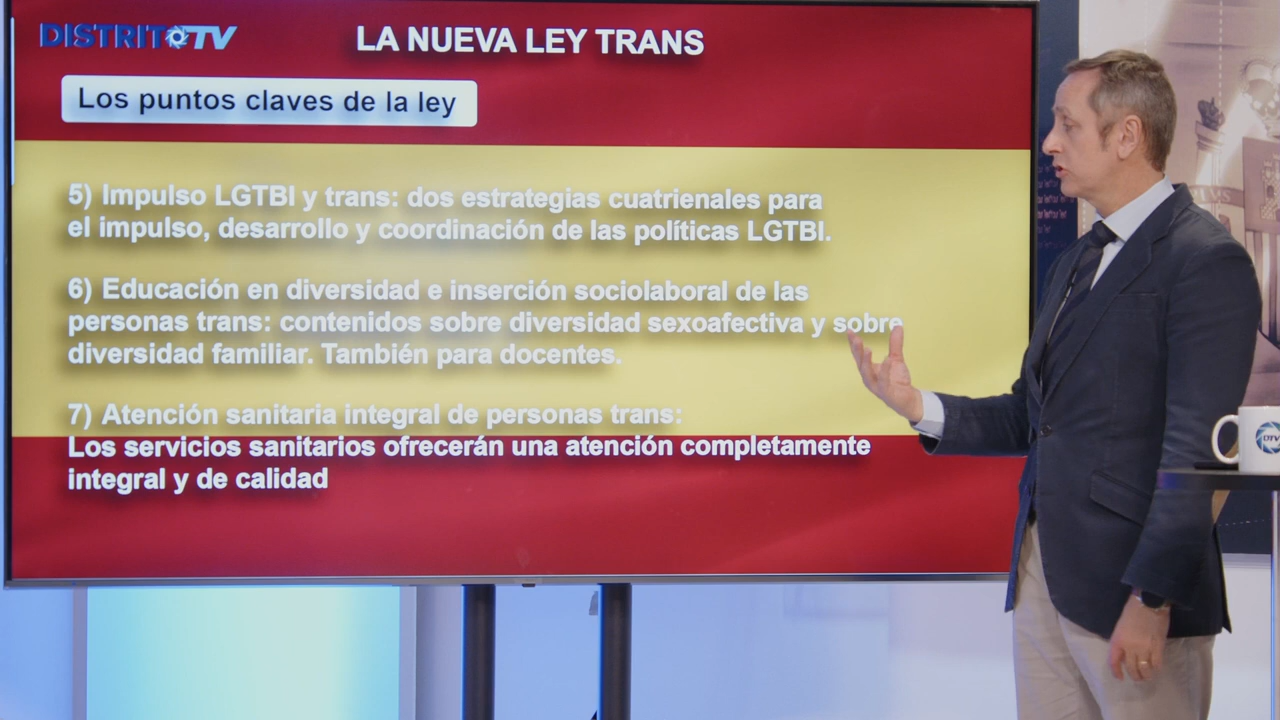 DISTRITOTV
LA NUEVA LEY TRANS
Los puntos claves de la ley
5) Impulso LGTBI y trans: dos estrategias cuatrienales para
el impulso, desarrollo y coordinación de las políticas LGTBI.
6) Educación en diversidad e inserción sociolaboral de las
personas trans: contenidos sobre diversidad sexoafectiva y sobre
diversidad familiar. También para docentes.
7) Atención sanitaria integral de personas trans:
Los servicios sanitarios ofrecerán una atención completamente
integral y de calidad
DTV